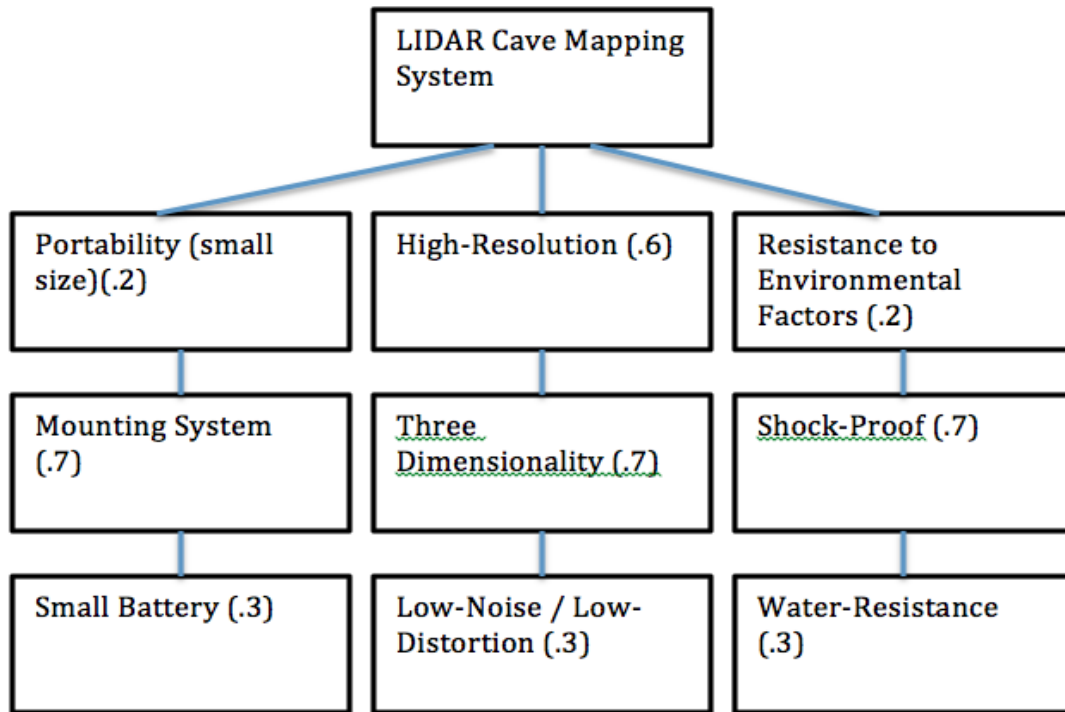 LIDAR Cave Mapping
System
Portability (small
size)(.2)
High-Resolution (.6)
Resistance to
Environmental
Factors (.2)
Mounting System
(.7)
Three
Dimensionality (.7)
Shock-Proof (.7)
Small Battery (.3)
Low-Noise / Low-
Distortion (.3)
Water-Resistance
(.3)